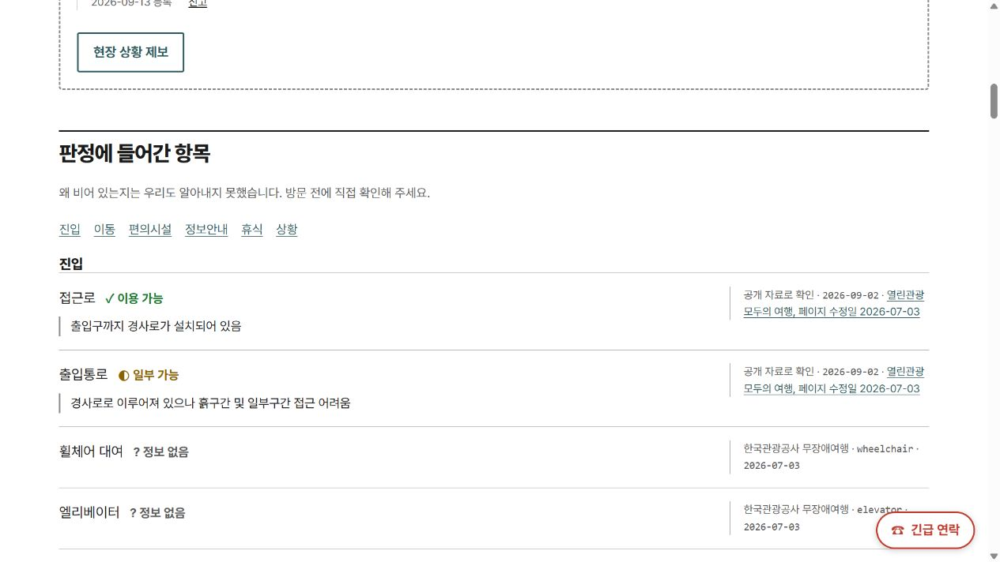 2026-09-13 등록 신고
현장 상황 제보
판정에 들어간 항목
왜 비어 있는지는 우리도 알아내지 못했습니다. 방문 전에 직접 확인해 주세요.
진입 이동 편의시설 정보안내 휴식 상황
진입
접근로 ✓ 이용 가능
출입구까지 경사로가 설치되어 있음
공개 자료로 확인 · 2026-09-02 · 열린관광
모두의 여행, 페이지 수정일 2026-07-03
출입통로 ◐ 일부 가능
경사로로 이루어져 있으나 흙구간 및 일부구간 접근 어려움
공개 자료로 확인 · 2026-09-02 · 열린관광
모두의 여행, 페이지 수정일 2026-07-03
휠체어 대여 ? 정보 없음
한국관광공사 무장애여행 · wheelchair ·
2026-07-03
엘리베이터 ? 정보 없음
한국관광공사 무장애여행 · elevator ·
2026-07-03
☎ 긴급 연락